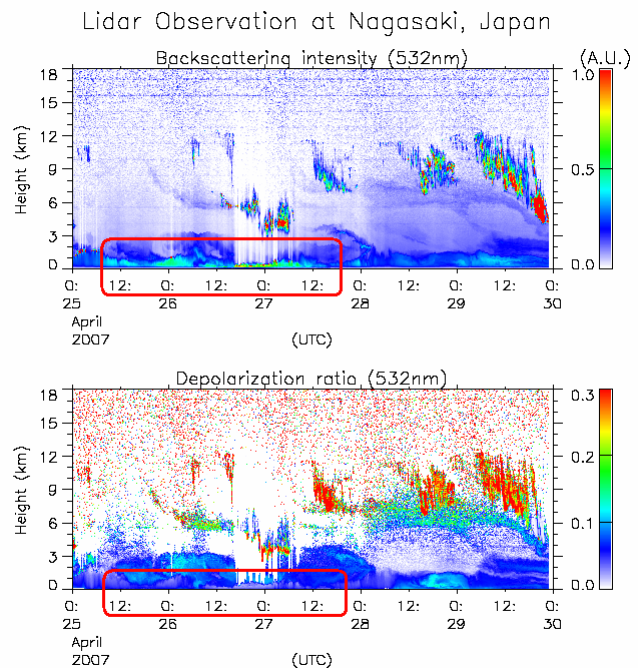 Lidar Observation at Nagasaki, Japan
Backscattering intensity (532nm)
(A.U.)
18
15
12
9
6
3
0
Height (km)
1.0
0.5
0.0
0: 12: 0: 12: 0: 12: 0: 12: 0: 12: 0:
25 26 27 28 29 30
April
2007 (UTC)
Depolarization ratio (532nm)
18
15
12
9
6
3
0
Height (km)
0.3
0.2
0.1
0.0
0: 12: 0: 12: 0: 12: 0: 12: 0: 12: 0:
25 26 27 28 29 30
April
2007 (UTC)